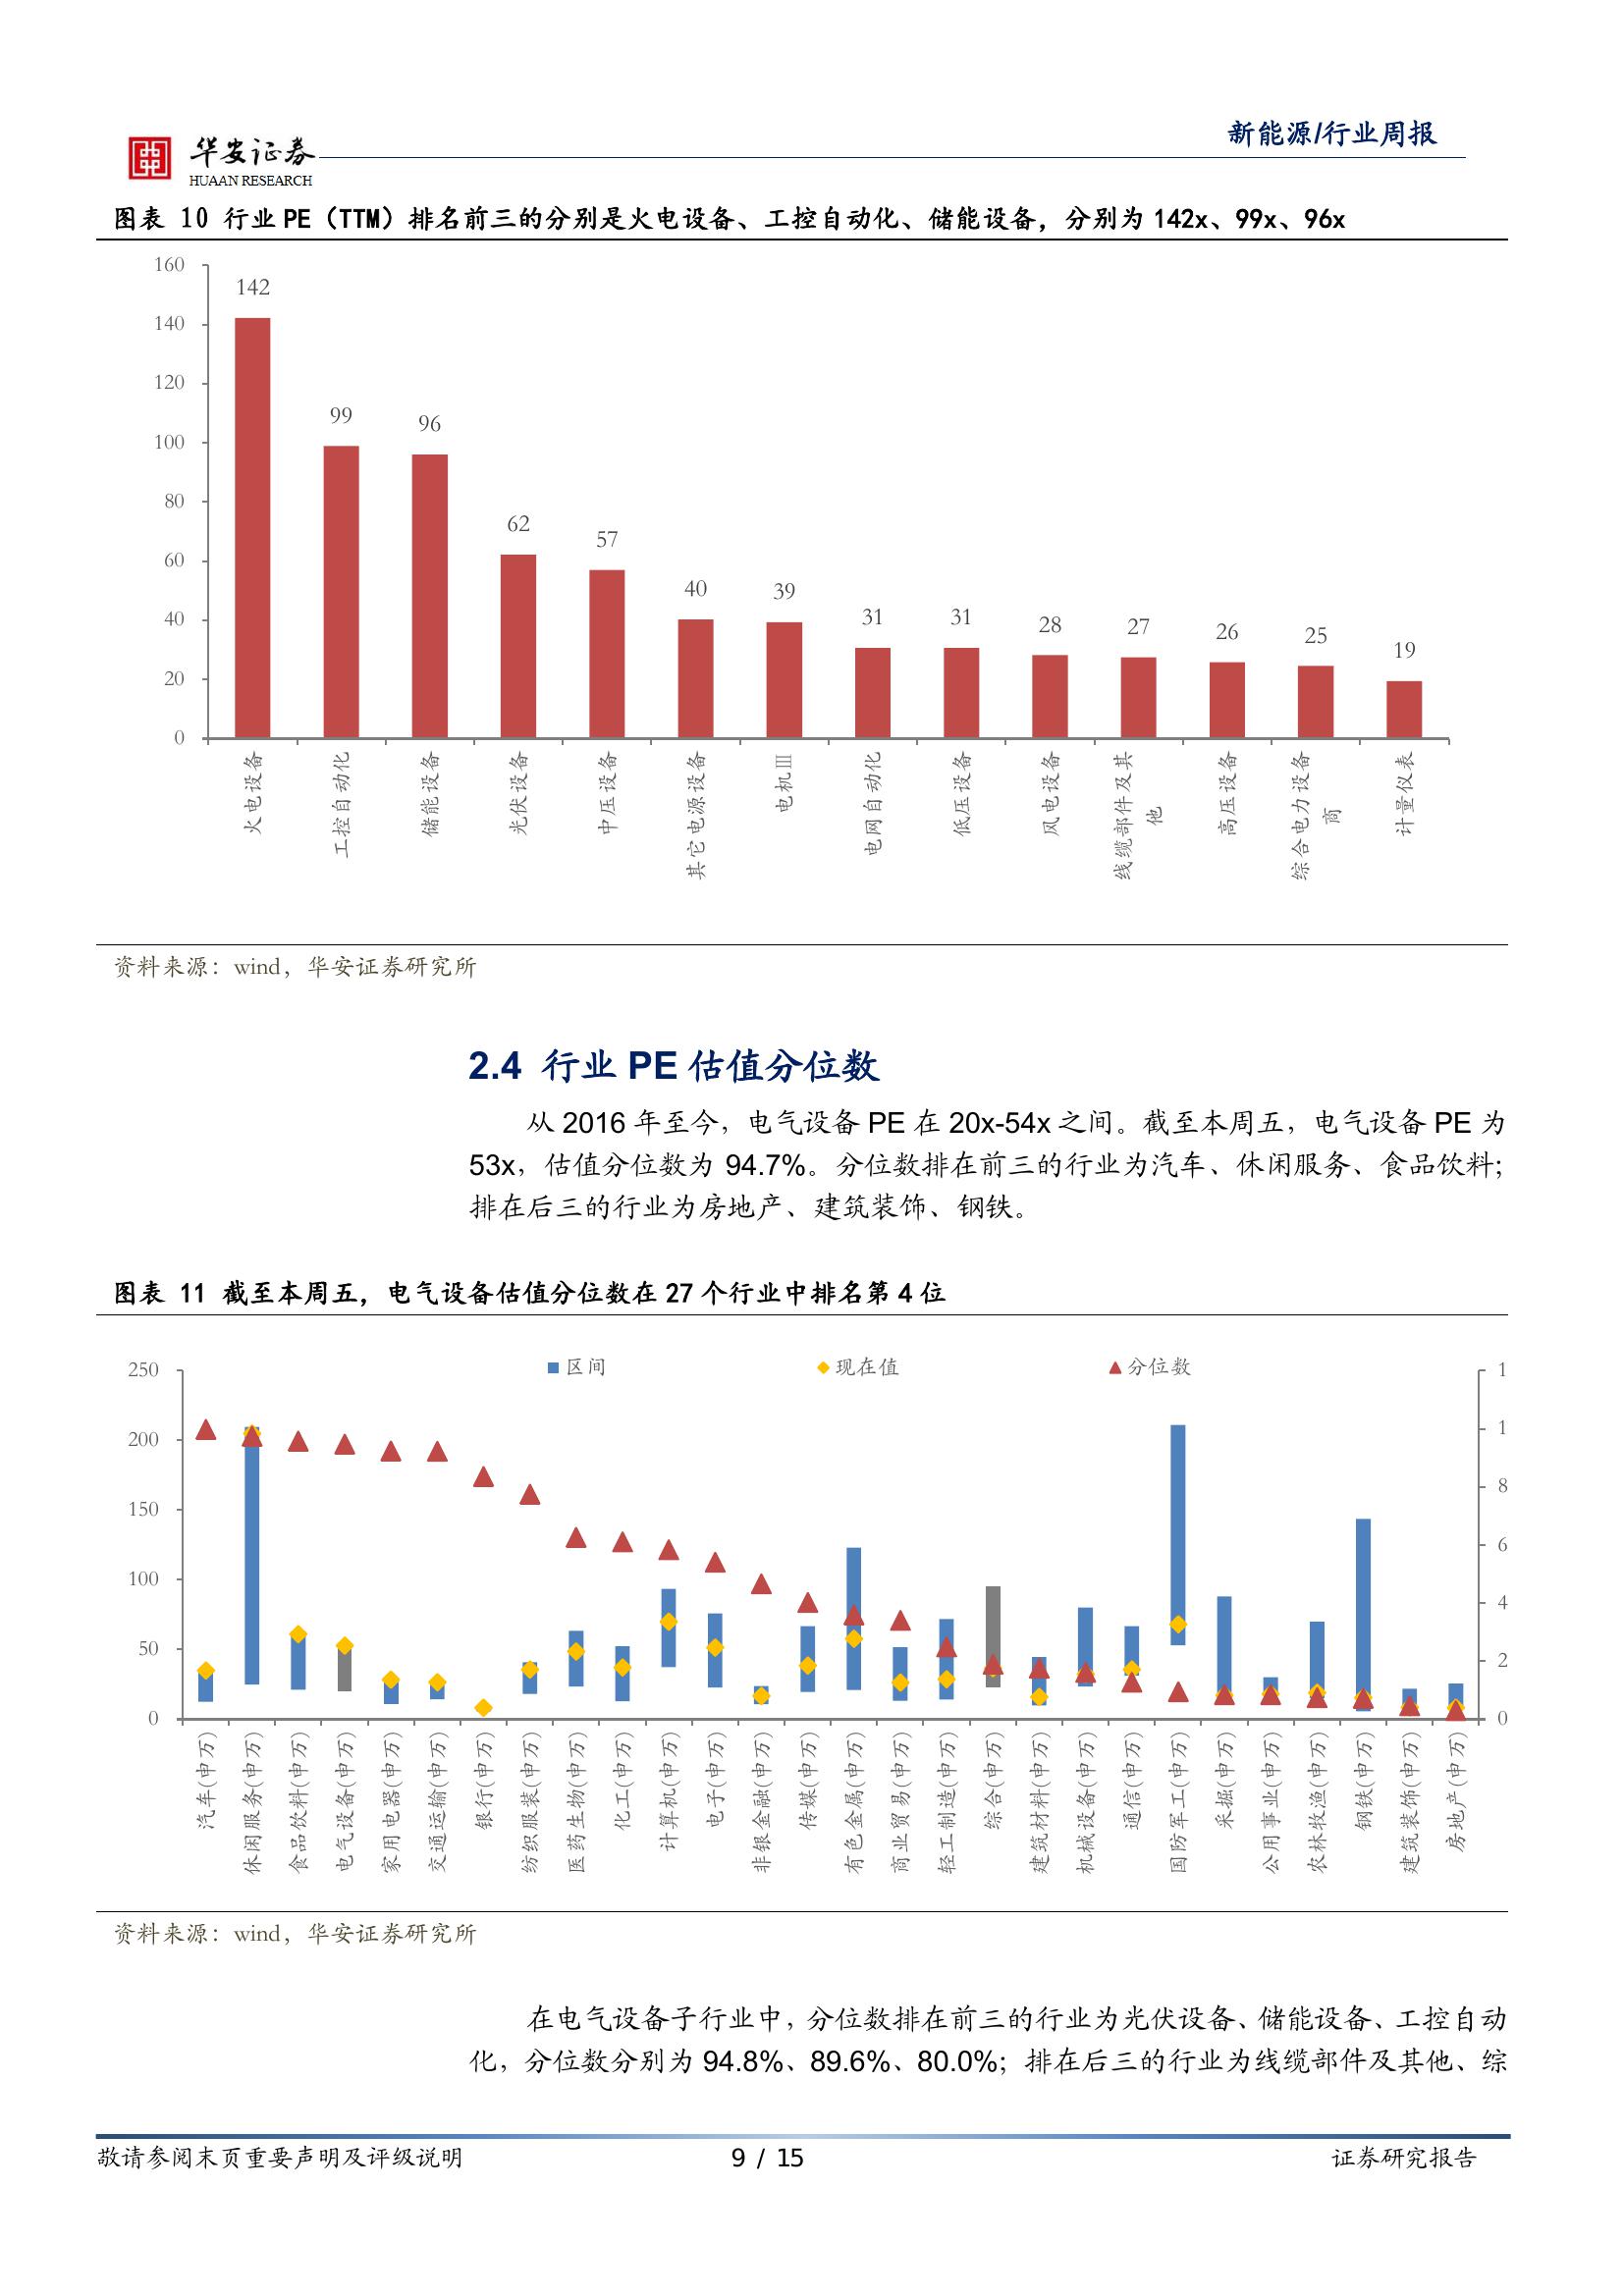 新能源/行业周报
华安证券
HUAAN RESEARCH
图表 10 行业 PE（TTM）排名前三的分别是火电设备、工控自动化、储能设备，分别为 142x、99x、96x
160
140
120
100
80
60
40
20
0
142
99
96
62
57
40
39
31
31
28
27
26
25
19
火电设备
工控自动化
储能设备
光伏设备
中压设备
其它电源设备
电机Ⅲ
电网自动化
低压设备
风电设备
线缆部件及其
他
高压设备
综合电力设备
商
计量仪表
资料来源：wind，华安证券研究所
2.4 行业 PE 估值分位数
从 2016 年至今，电气设备 PE 在 20x-54x 之间。截至本周五，电气设备 PE 为
53x，估值分位数为 94.7%。分位数排在前三的行业为汽车、休闲服务、食品饮料；
排在后三的行业为房地产、建筑装饰、钢铁。
图表 11 截至本周五，电气设备估值分位数在 27 个行业中排名第 4 位
区间
现在值
分位数
250
200
150
100
50
0
1
1
8
6
4
2
0
汽车(申万)
休闲服务(申万)
食品饮料(申万)
电气设备(申万)
家用电器(申万)
交通运输(申万)
银行(申万)
纺织服装(申万)
医药生物(申万)
化工(申万)
计算机(申万)
电子(申万)
非银金融(申万)
传媒(申万)
有色金属(申万)
商业贸易(申万)
轻工制造(申万)
综合(申万)
建筑材料(申万)
机械设备(申万)
通信(申万)
国防军工(申万)
采掘(申万)
公用事业(申万)
农林牧渔(申万)
钢铁(申万)
建筑装饰(申万)
房地产(申万)
资料来源：wind，华安证券研究所
在电气设备子行业中，分位数排在前三的行业为光伏设备、储能设备、工控自动
化，分位数分别为 94.8%、89.6%、80.0%；排在后三的行业为线缆部件及其他、综
敬请参阅末页重要声明及评级说明
9 / 15
证券研究报告